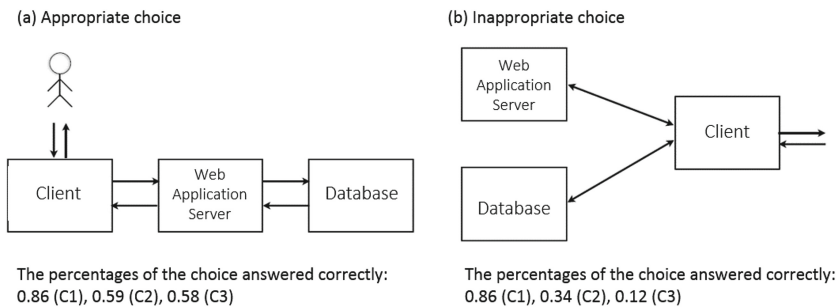 (a) Appropriate choice
Client
Web
Application
Server
Database
The percentages of the choice answered correctly:
0.86 (C1), 0.59 (C2), 0.58 (C3)
(b) Inappropriate choice
Web
Application
Server
Client
Database
The percentages of the choice answered correctly:
0.86 (C1), 0.34 (C2), 0.12 (C3)